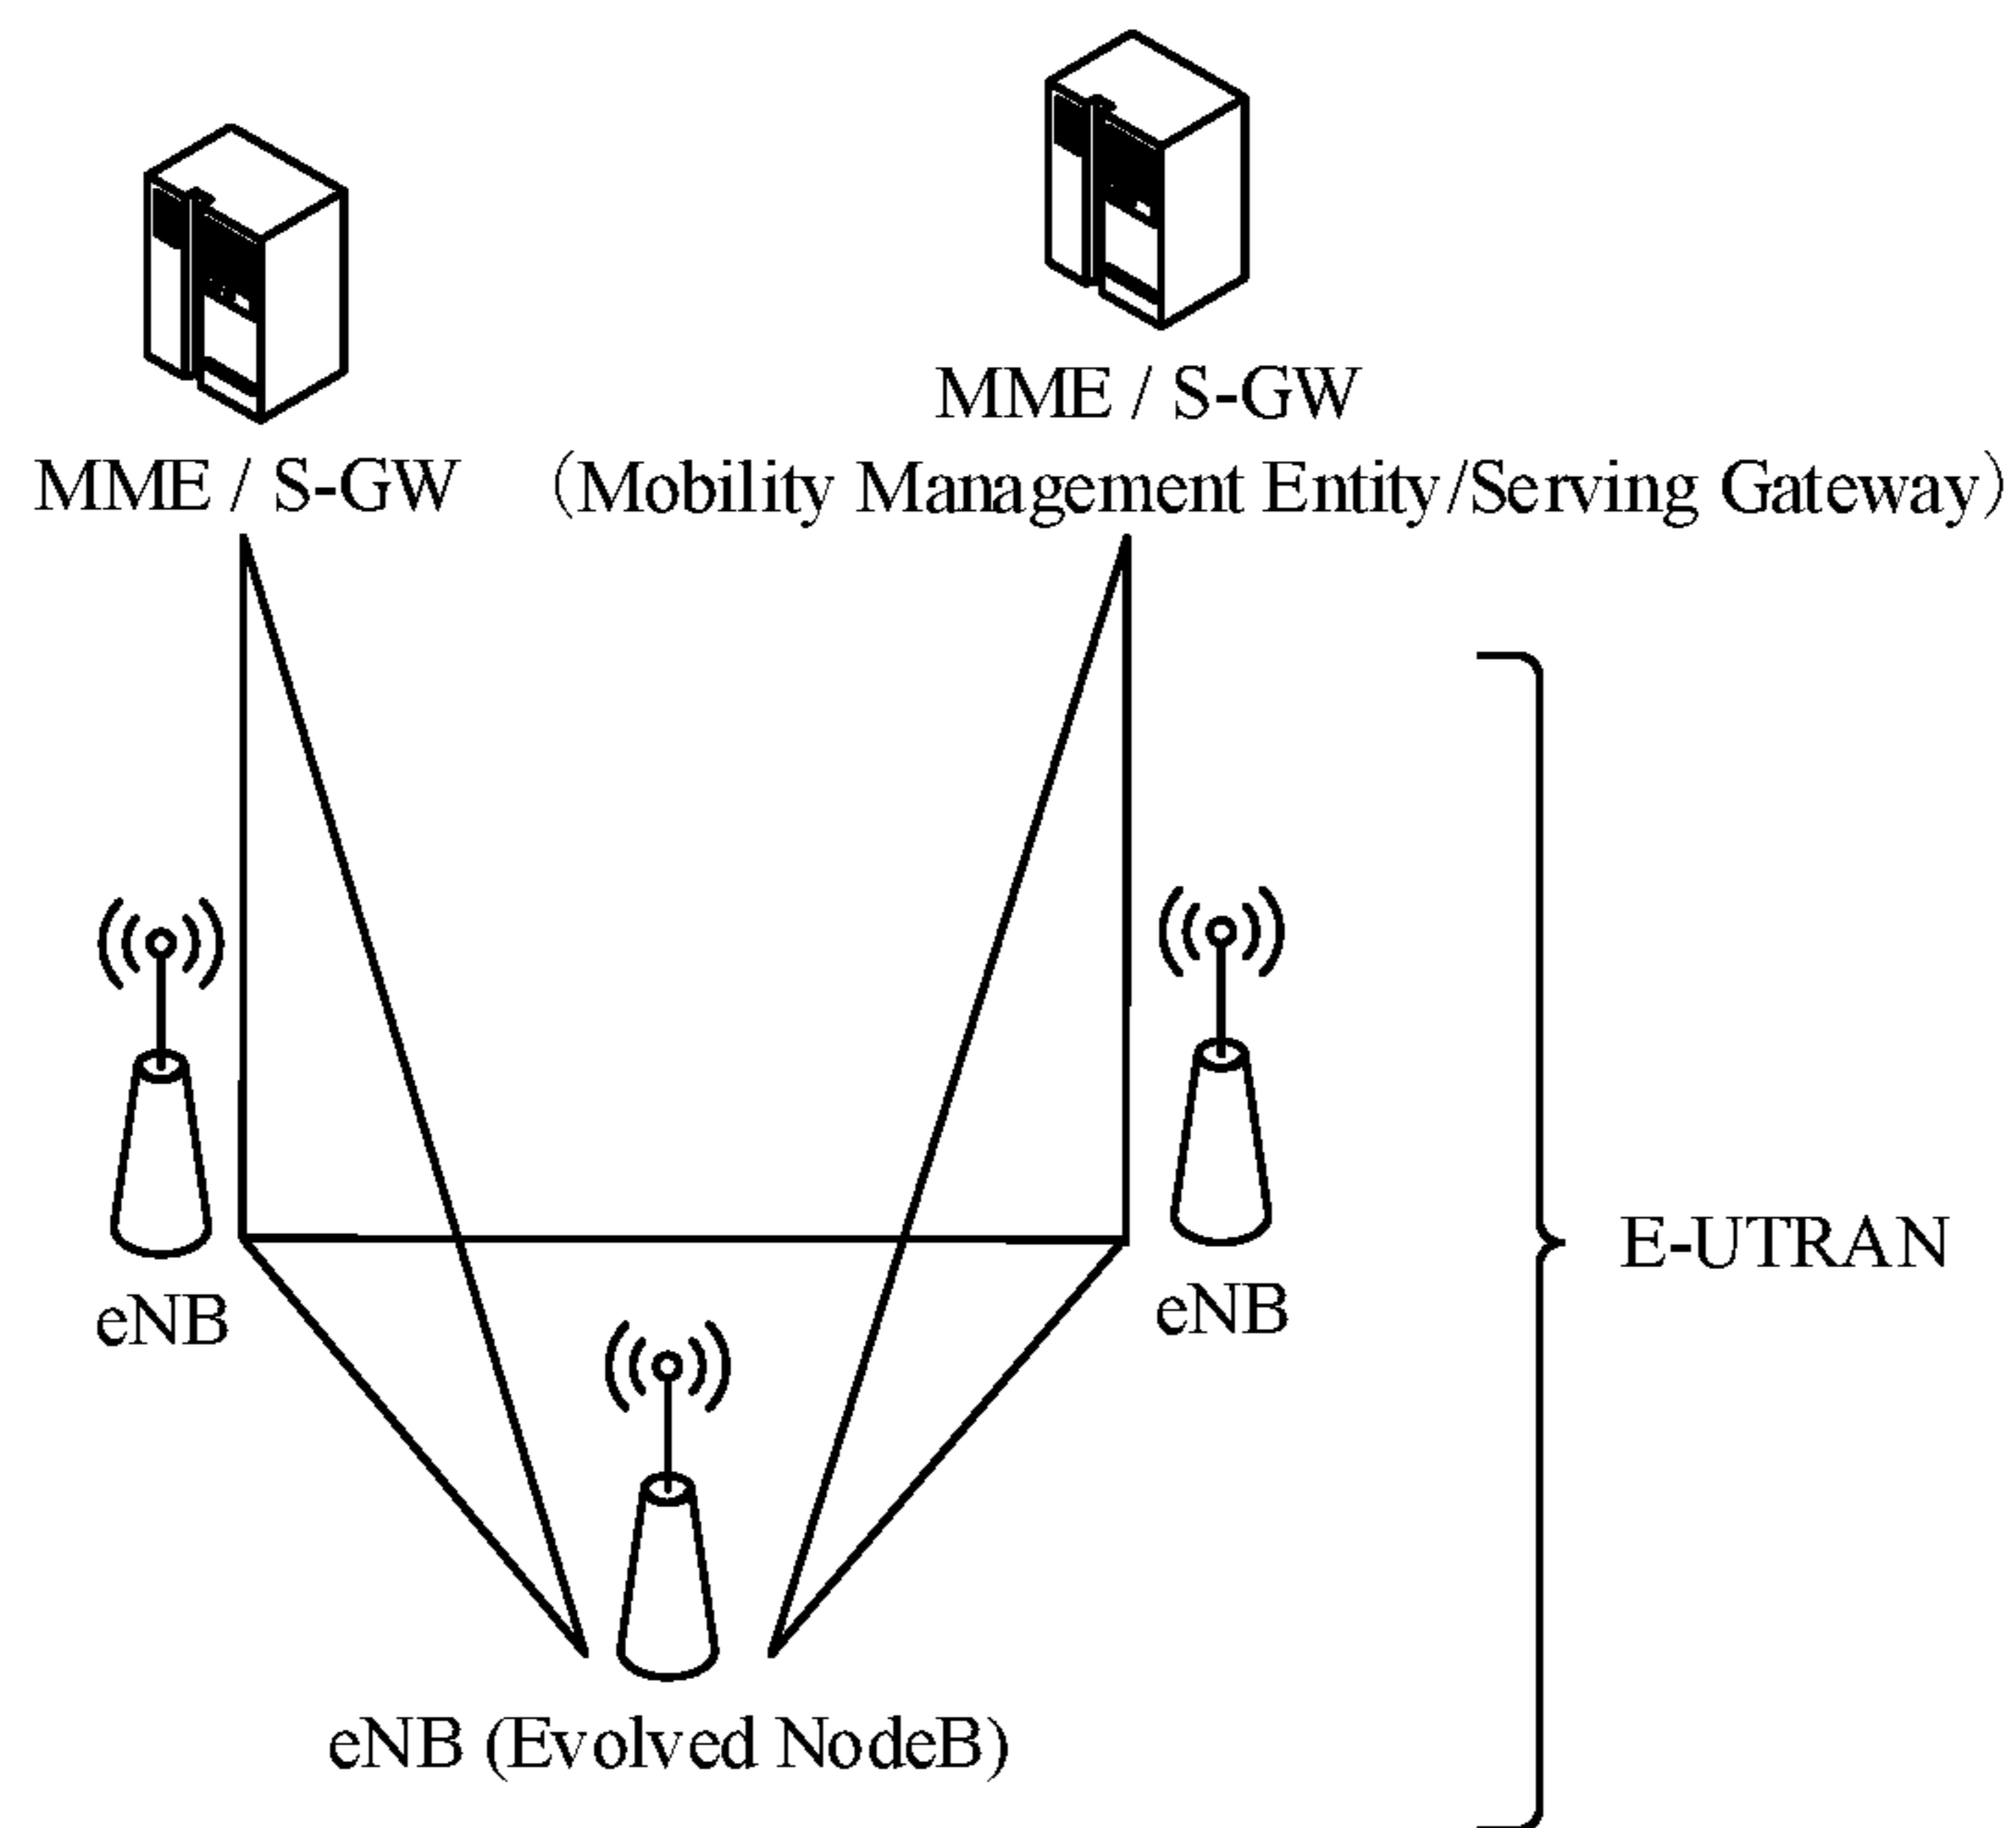 MME / S-GW
MME / S-GW
（Mobility Management Entity/Serving Gateway）
eNB
eNB
E-UTRAN
eNB (Evolved NodeB)